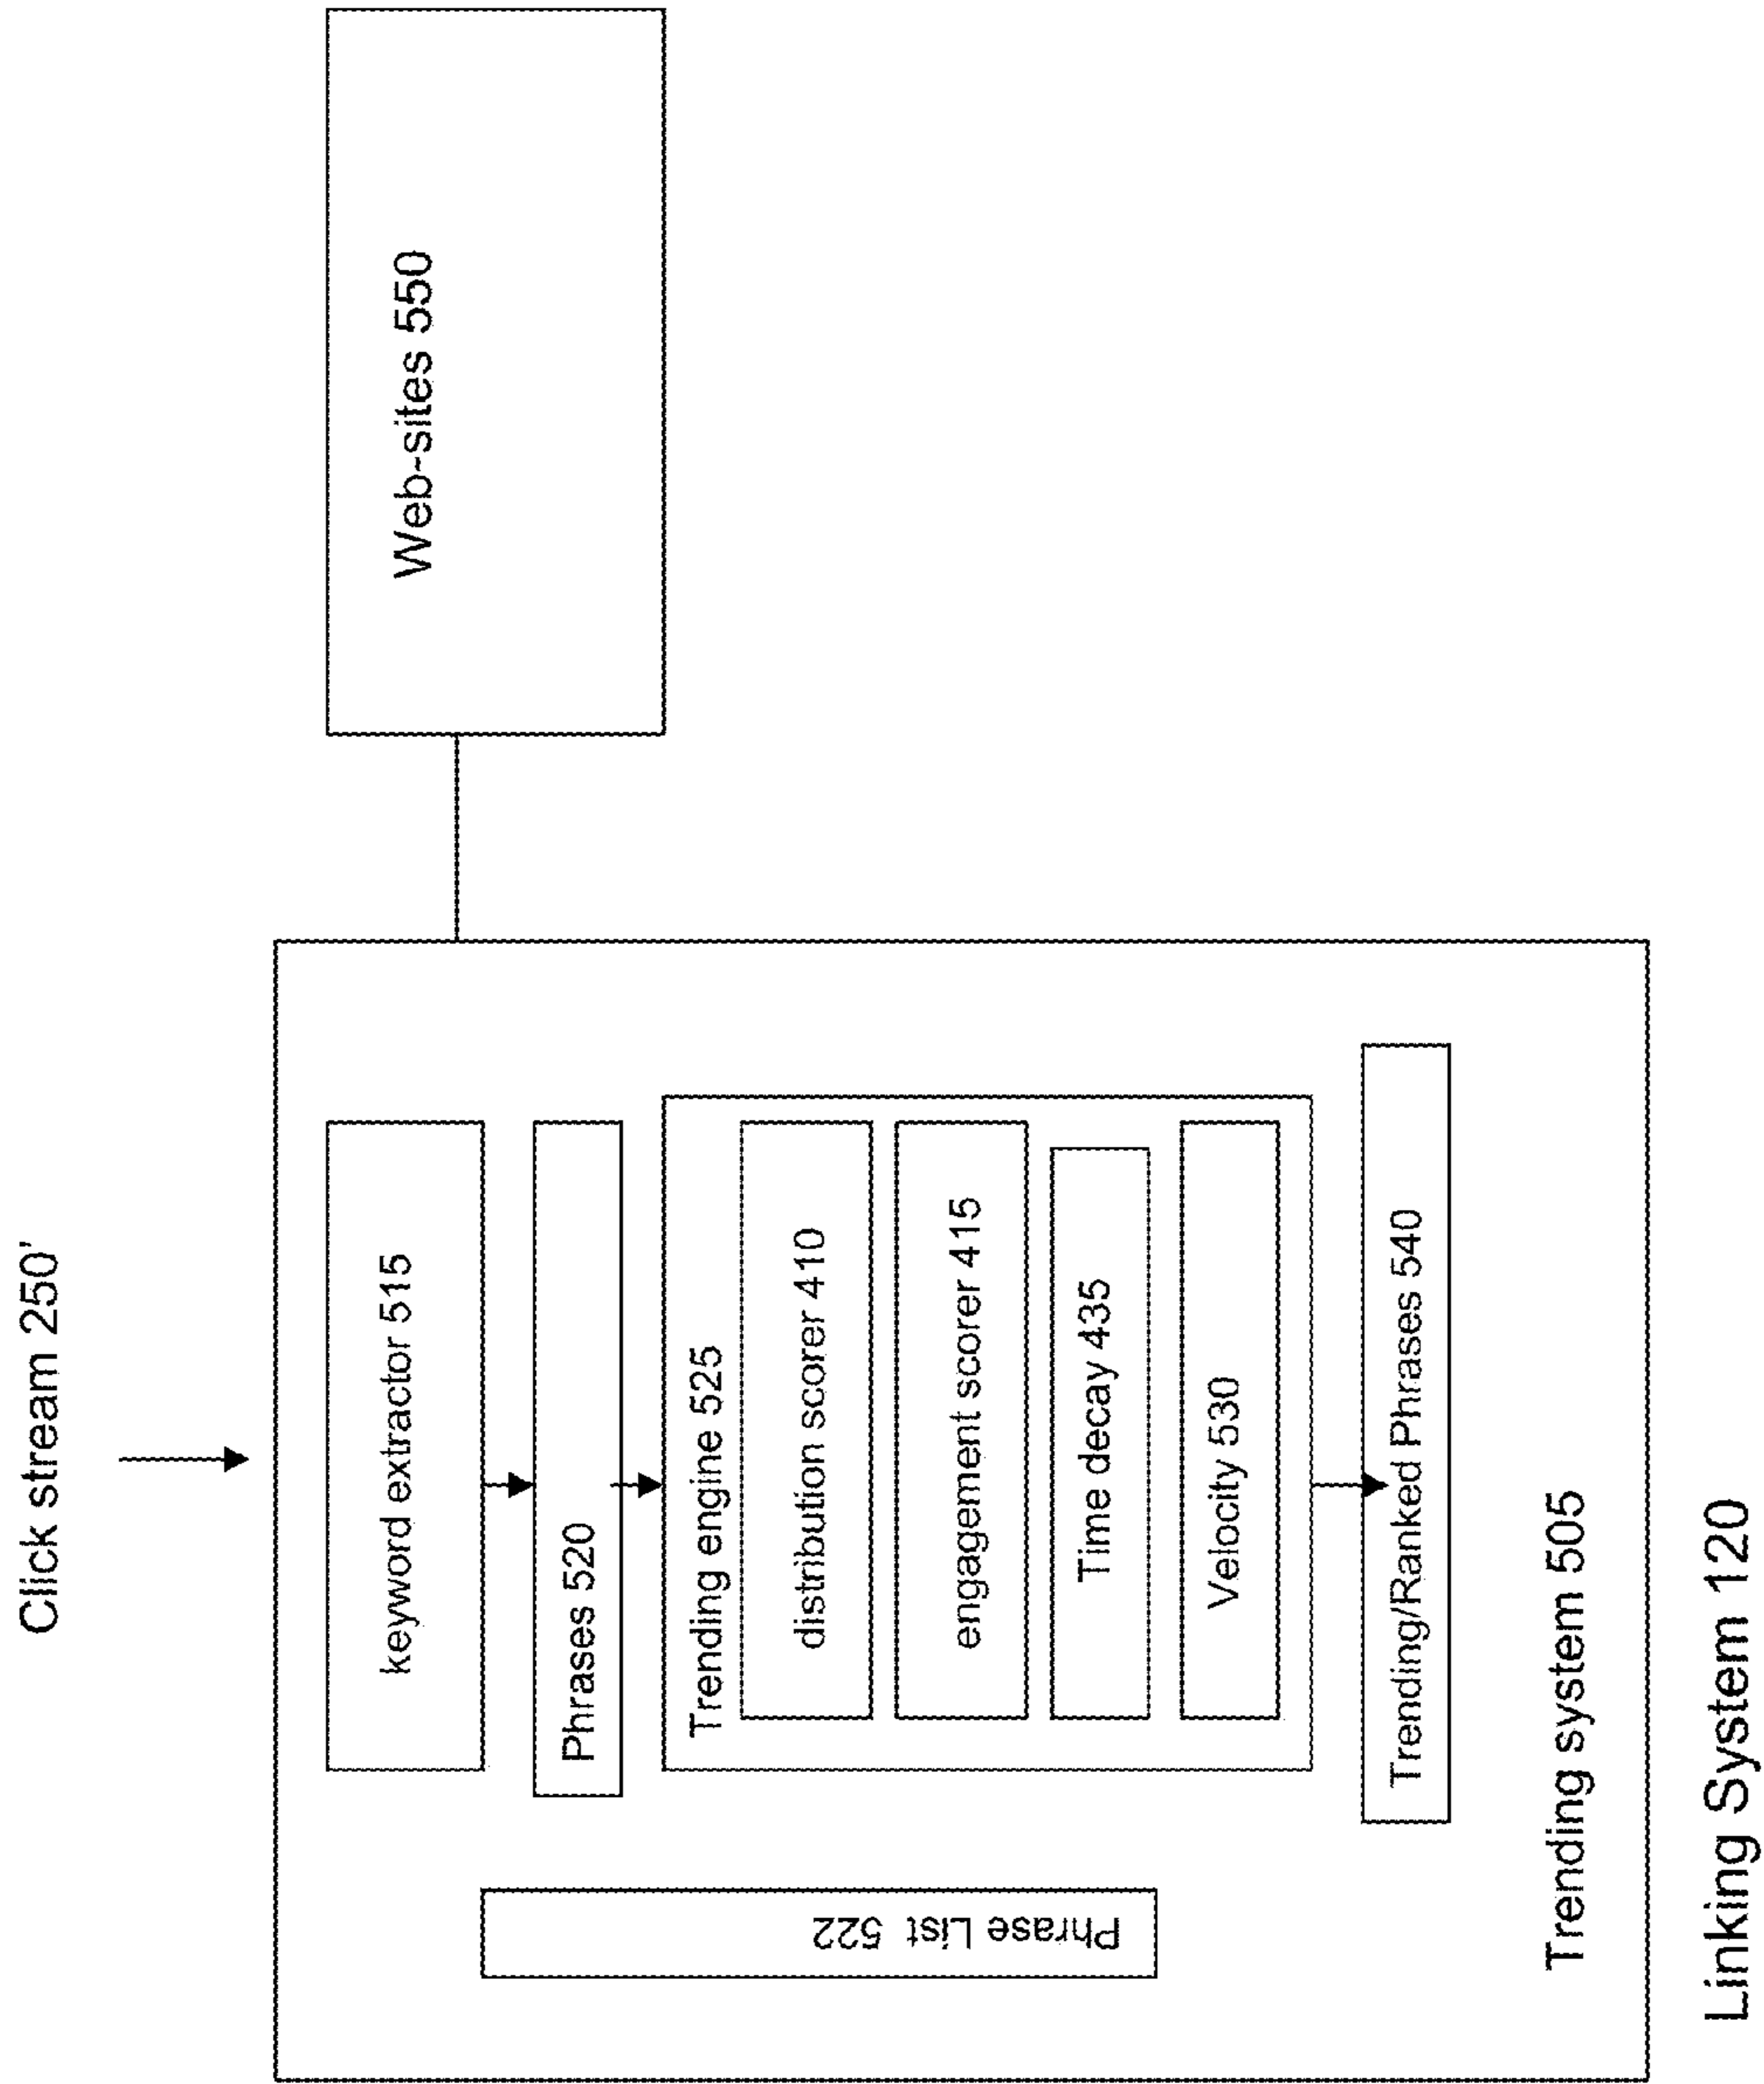 Click stream 250'
keyword extractor 515
Phrases 520
Phrase List 522
Trending engine 525
distribution scorer 410
engagement scorer 415
Time decay 435
Velocity 530
Trending/Ranked Phrases 540
Trending system 505
Linking System 120
Web-sites 550